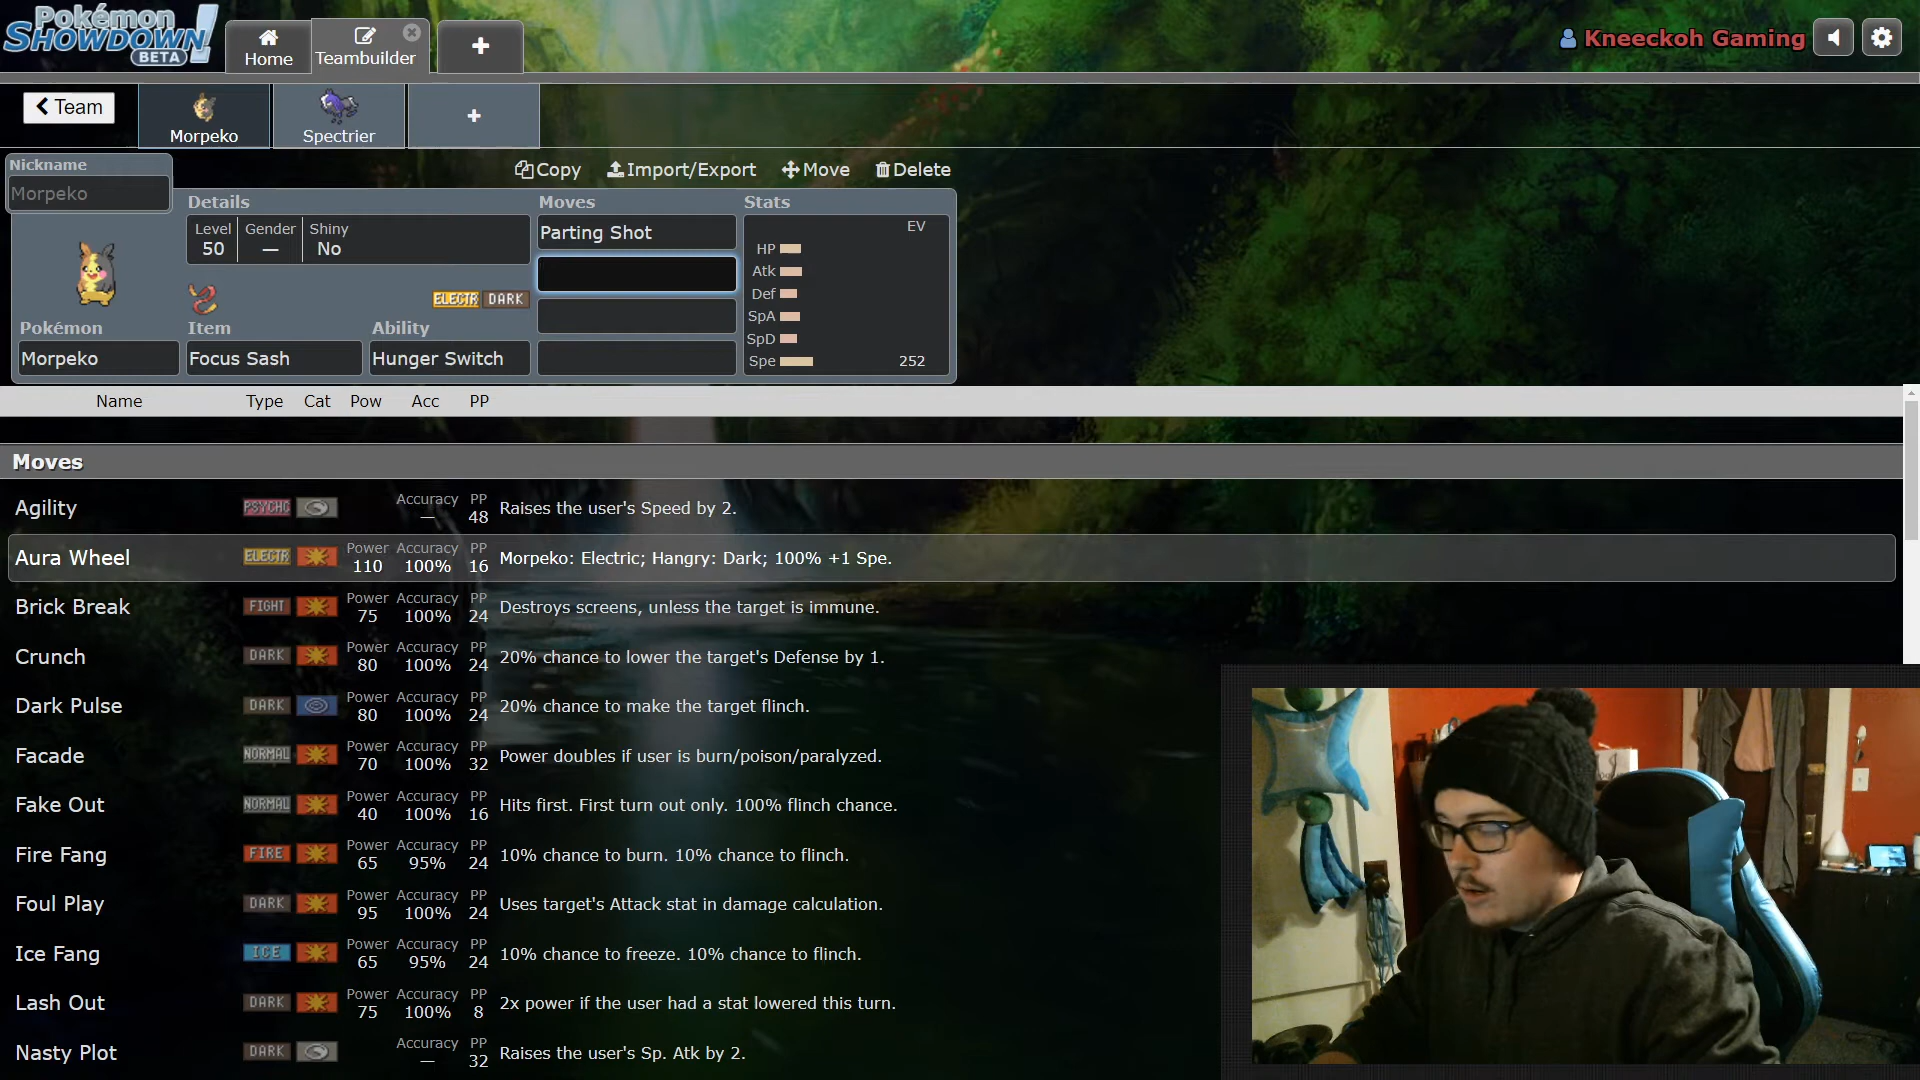 Pokémon
Showdown!
BETA
Home
Teambuilder
Kneeckoh Gaming
Team
Morpeko
Spectrier
Nickname
Morpeko
Copy
Import/Export
Move
Delete
Details
Moves
Stats
Level
Gender
Shiny
50
—
No
Parting Shot
EV
HP
Atk
Def
SpA
SpD
Spe
252
ELECTR
DARK
Pokémon
Item
Ability
Morpeko
Focus Sash
Hunger Switch
Name Type Cat Pow Acc PP
Moves
Agility PSYCHC Accuracy — PP 48 Raises the user's Speed by 2.
Aura Wheel ELECTR Power 110 Accuracy 100% PP 16 Morpeko: Electric; Hangry: Dark; 100% +1 Spe.
Brick Break FIGHT Power 75 Accuracy 100% PP 24 Destroys screens, unless the target is immune.
Crunch DARK Power 80 Accuracy 100% PP 24 20% chance to lower the target's Defense by 1.
Dark Pulse DARK Power 80 Accuracy 100% PP 24 20% chance to make the target flinch.
Facade NORMAL Power 70 Accuracy 100% PP 32 Power doubles if user is burn/poison/paralyzed.
Fake Out NORMAL Power 40 Accuracy 100% PP 16 Hits first. First turn out only. 100% flinch chance.
Fire Fang FIRE Power 65 Accuracy 95% PP 24 10% chance to burn. 10% chance to flinch.
Foul Play DARK Power 95 Accuracy 100% PP 24 Uses target's Attack stat in damage calculation.
Ice Fang ICE Power 65 Accuracy 95% PP 24 10% chance to freeze. 10% chance to flinch.
Lash Out DARK Power 75 Accuracy 100% PP 8 2x power if the user had a stat lowered this turn.
Nasty Plot DARK Accuracy — PP 32 Raises the user's Sp. Atk by 2.